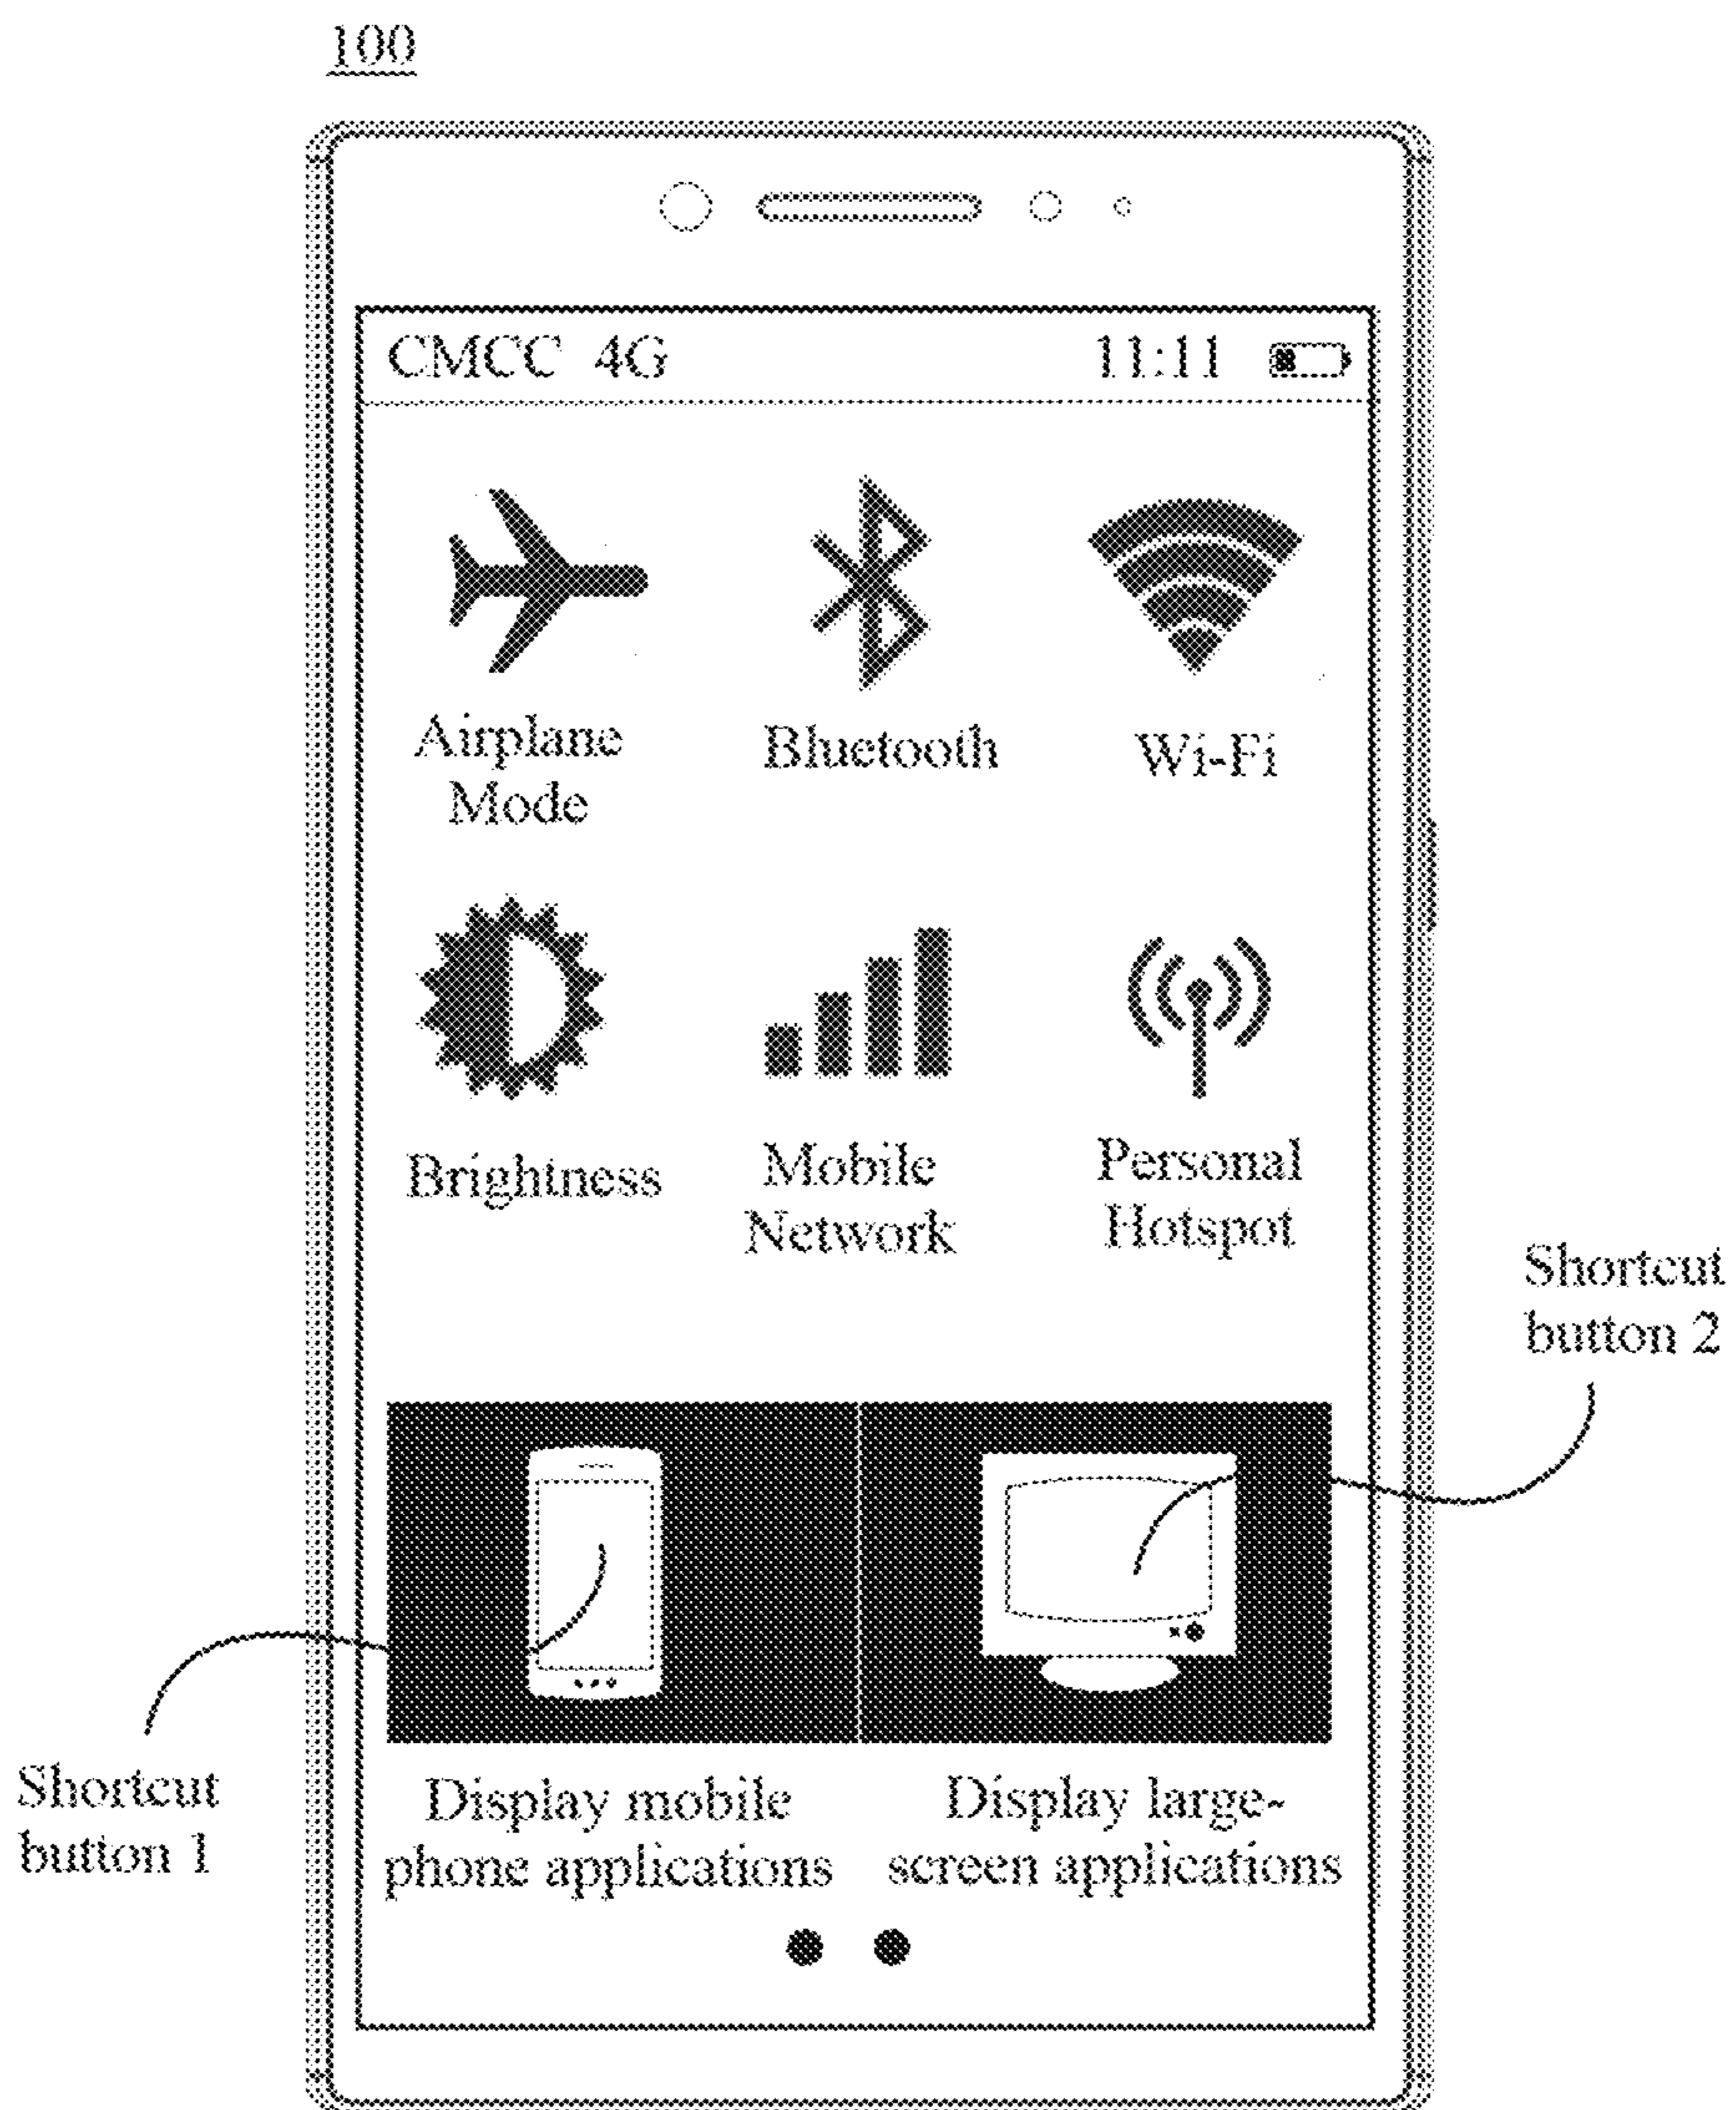 100
CMCC 4G 11:11
Airplane
Mode
Bluetooth
Wi-Fi
Brightness
Mobile
Network
Personal
Hotspot
Shortcut
button 2
Shortcut
button 1
Display mobile
phone applications
Display large-
screen applications